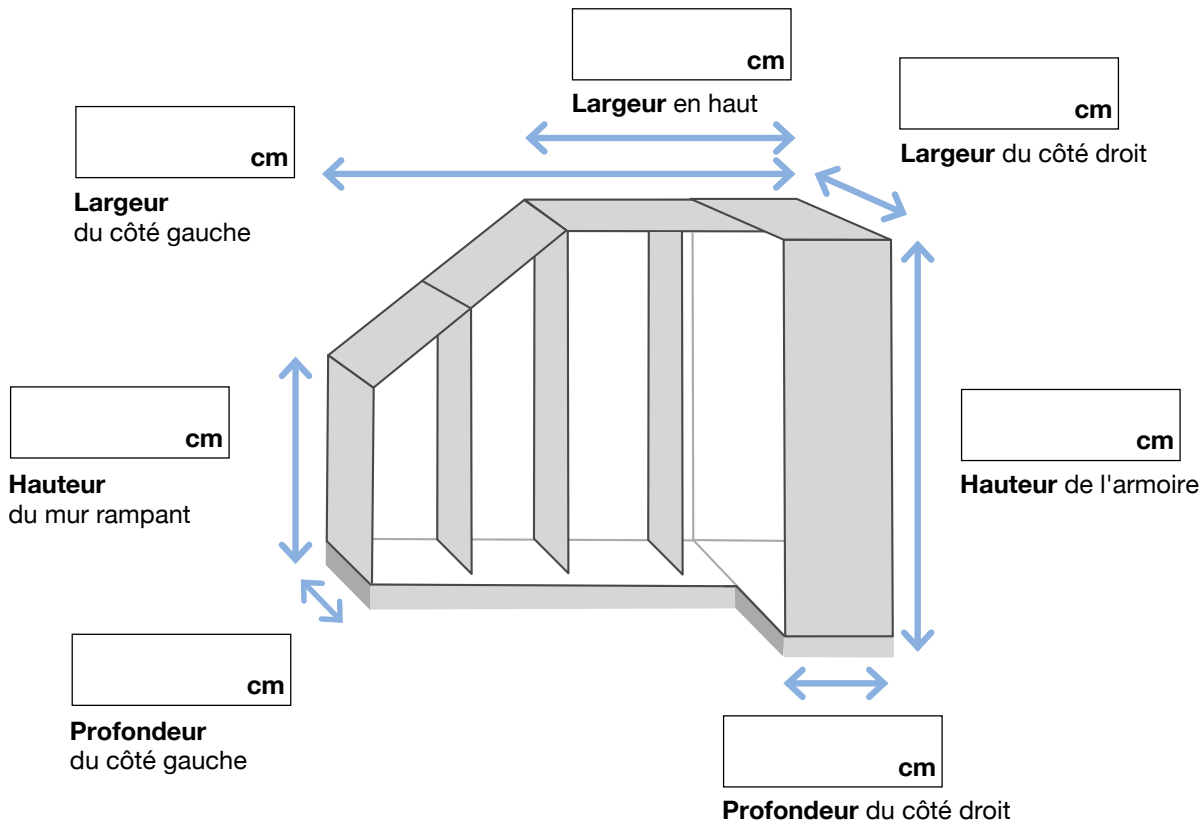 cm
Largeur en haut
cm
Largeur du côté droit
cm
Largeur
du côté gauche
cm
Hauteur
du mur rampant
cm
Hauteur de l'armoire
cm
Profondeur
du côté gauche
cm
Profondeur du côté droit